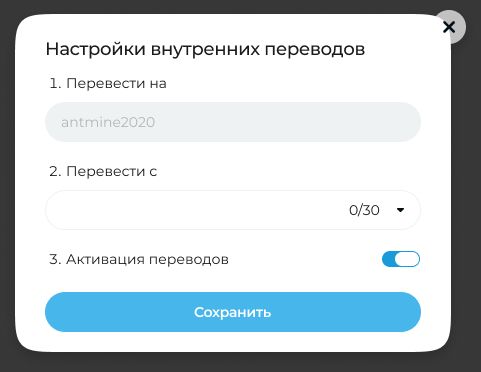 Настройки внутренних переводов
1. Перевести на
antmine2020
2. Перевести с
0/30
3. Активация переводов
Сохранить